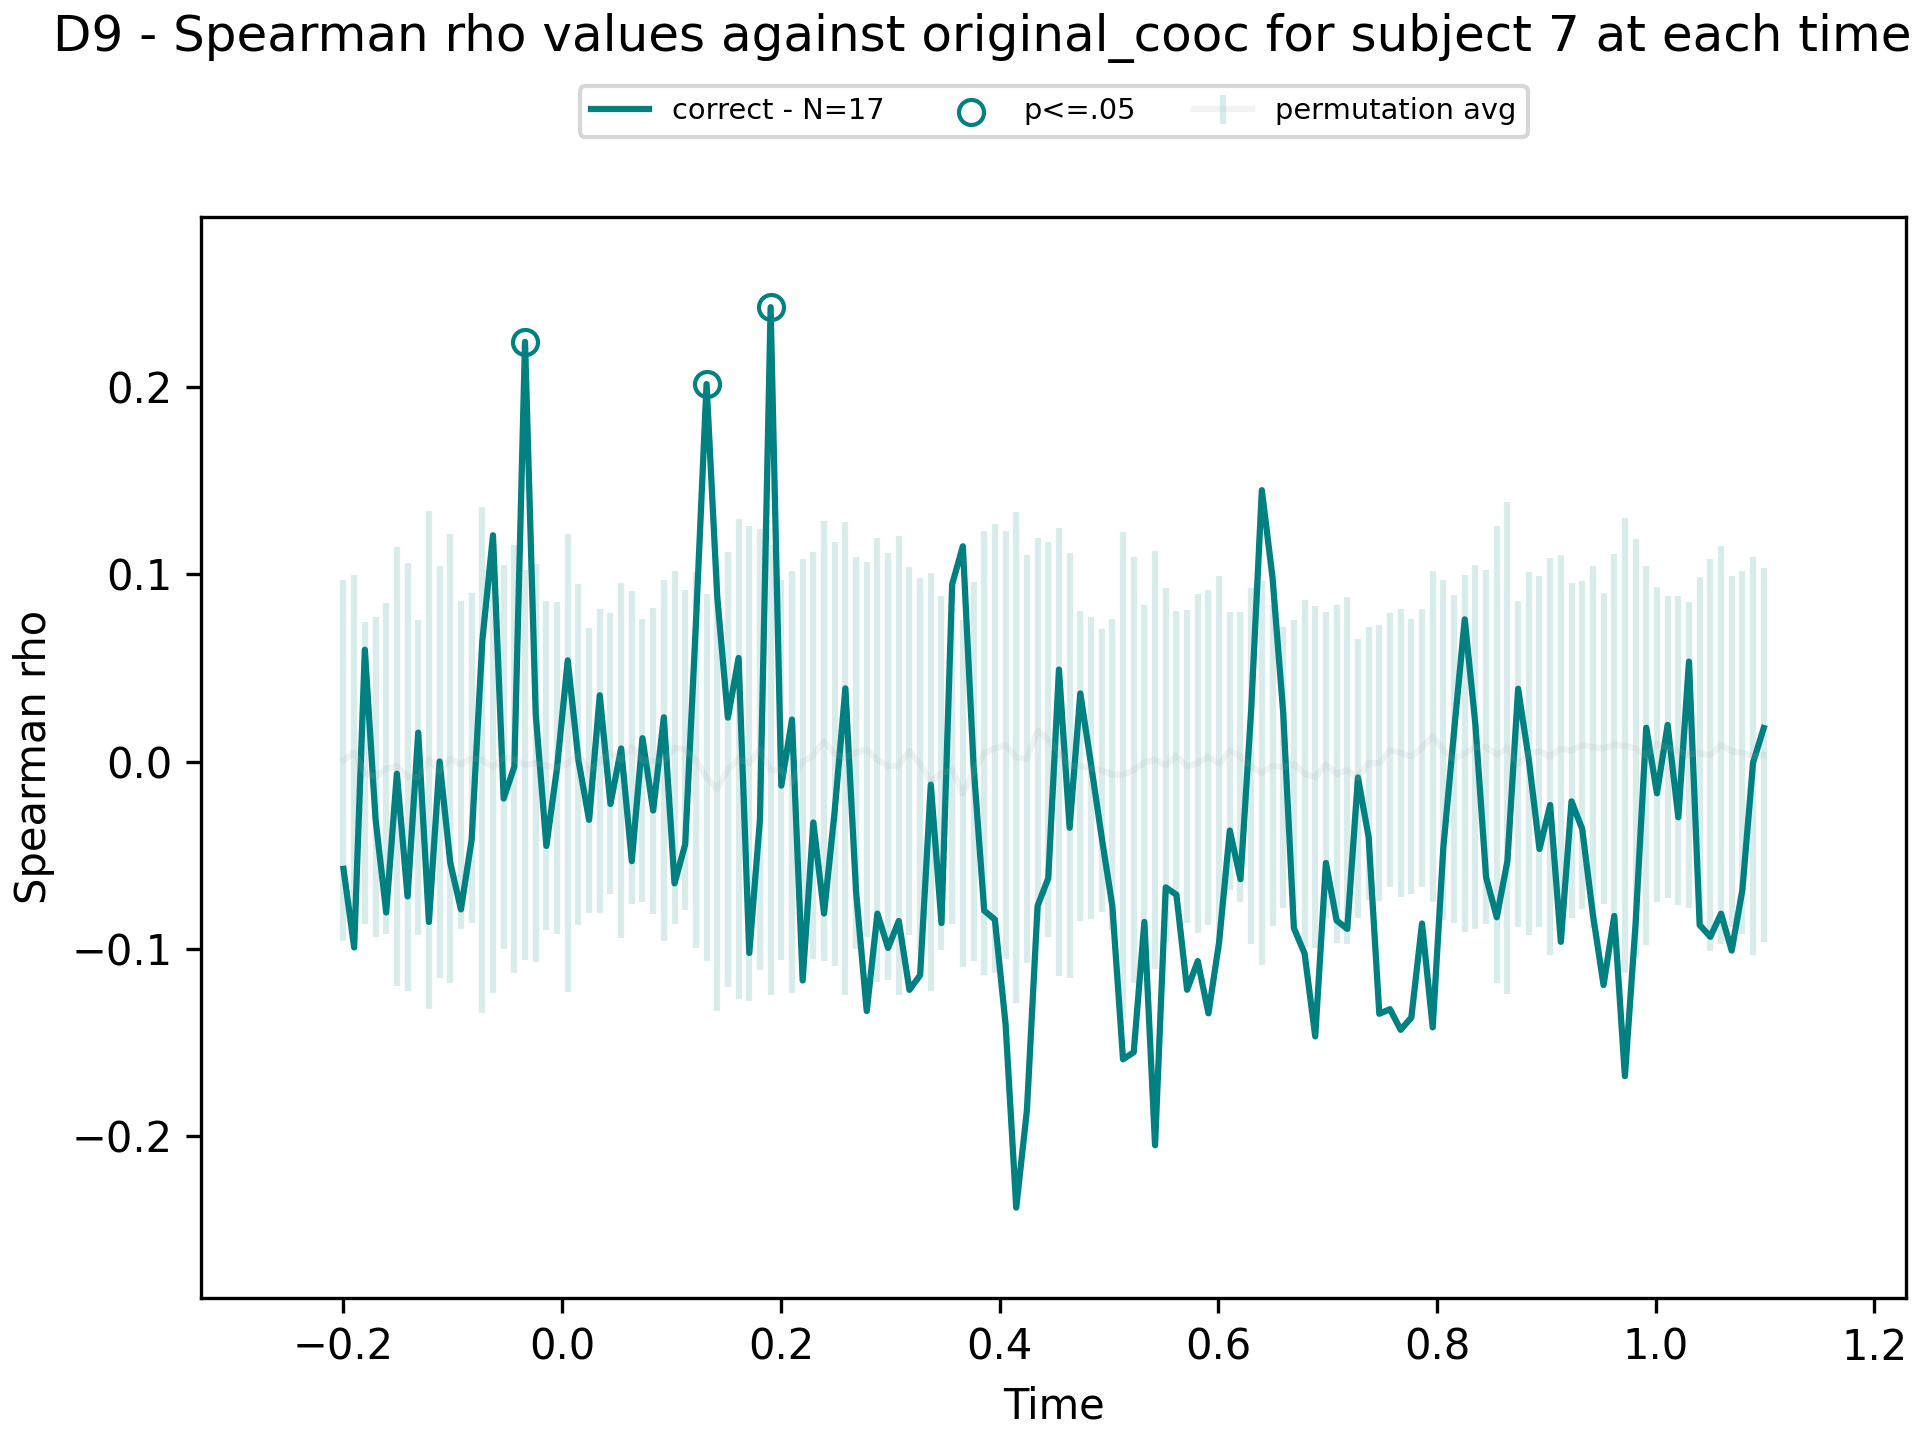 D9 - Spearman rho values against original_cooc for subject 7 at each time
correct - N=17 p<=.05 permutation avg
Spearman rho
0.2
0.1
0.0
−0.1
−0.2
−0.2 0.0 0.2 0.4 0.6 0.8 1.0 1.2
Time